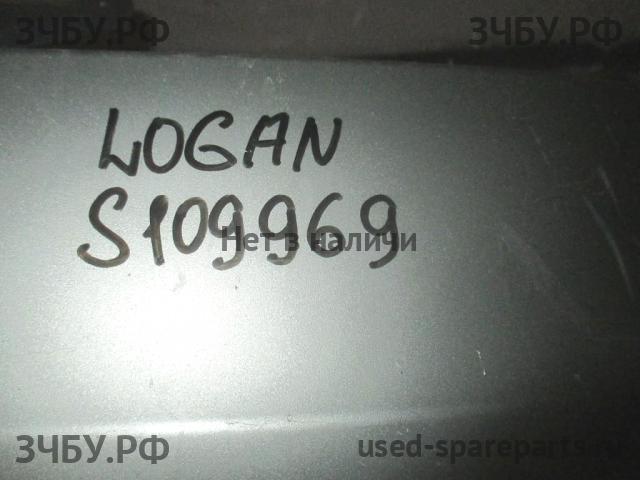 ЗЧБУ.РФ ЗЧБУ.РФ
LOGAN
S109969
Нет в наличи
ЗЧБУ.РФ used-spareparts.ru